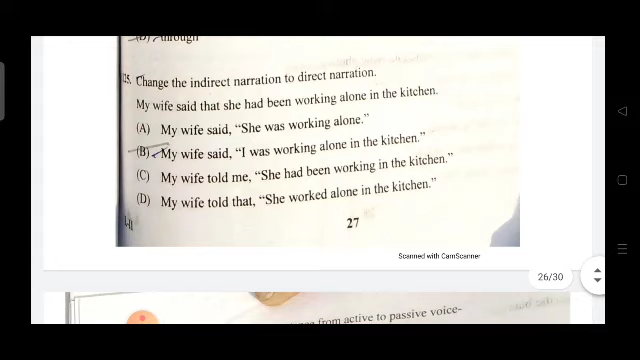 (D) through
125. Change the indirect narration to direct narration.
My wife said that she had been working alone in the kitchen.
(A) My wife said, “She was working alone.”
(B) My wife said, “I was working alone in the kitchen.”
(C) My wife told me, “She had been working in the kitchen.”
(D) My wife told that, “She worked alone in the kitchen.”
27
Scanned with CamScanner
26/30
from active to passive voice-